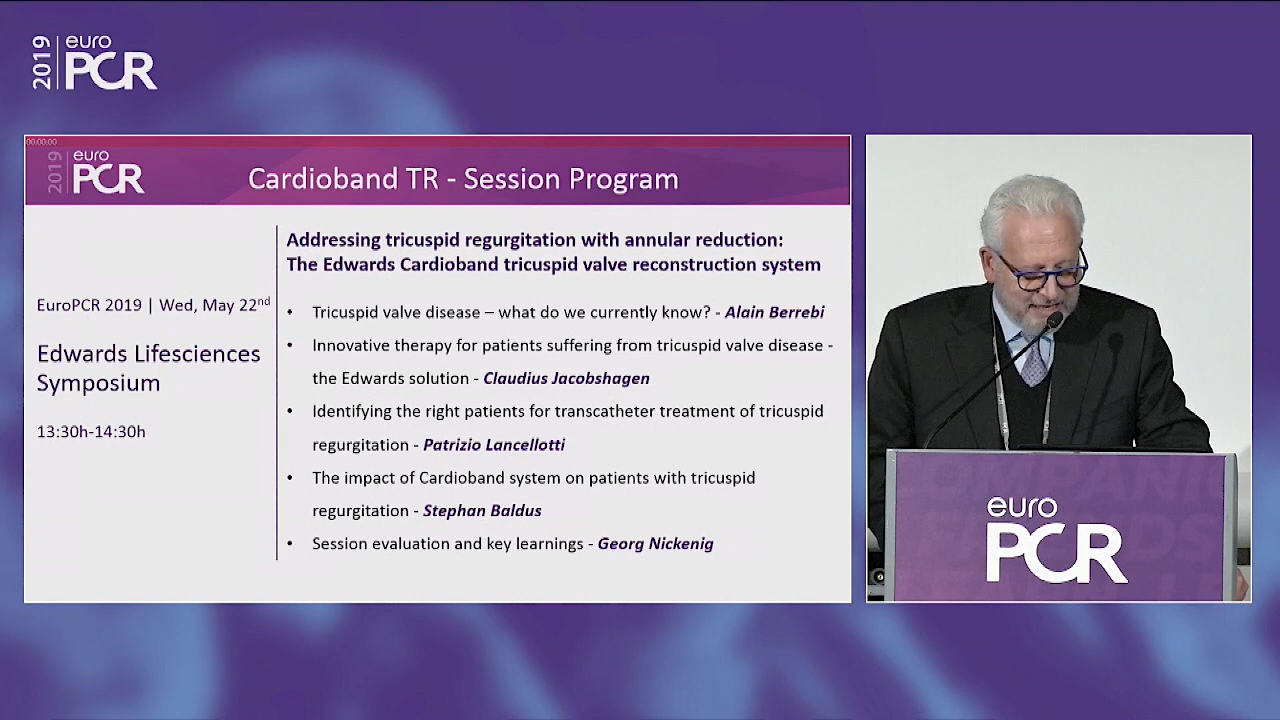 2019
euro
PCR
00:00:00
2019
euro
PCR
Cardioband TR - Session Program
EuroPCR 2019 | Wed, May 22nd
Edwards Lifesciences
Symposium
13:30h-14:30h
Addressing tricuspid regurgitation with annular reduction:
The Edwards Cardioband tricuspid valve reconstruction system
• Tricuspid valve disease – what do we currently know? - Alain Berrebi
• Innovative therapy for patients suffering from tricuspid valve disease -
the Edwards solution - Claudius Jacobshagen
• Identifying the right patients for transcatheter treatment of tricuspid
regurgitation - Patrizio Lancellotti
• The impact of Cardioband system on patients with tricuspid
regurgitation - Stephan Baldus
• Session evaluation and key learnings - Georg Nickenig
euro
PCR